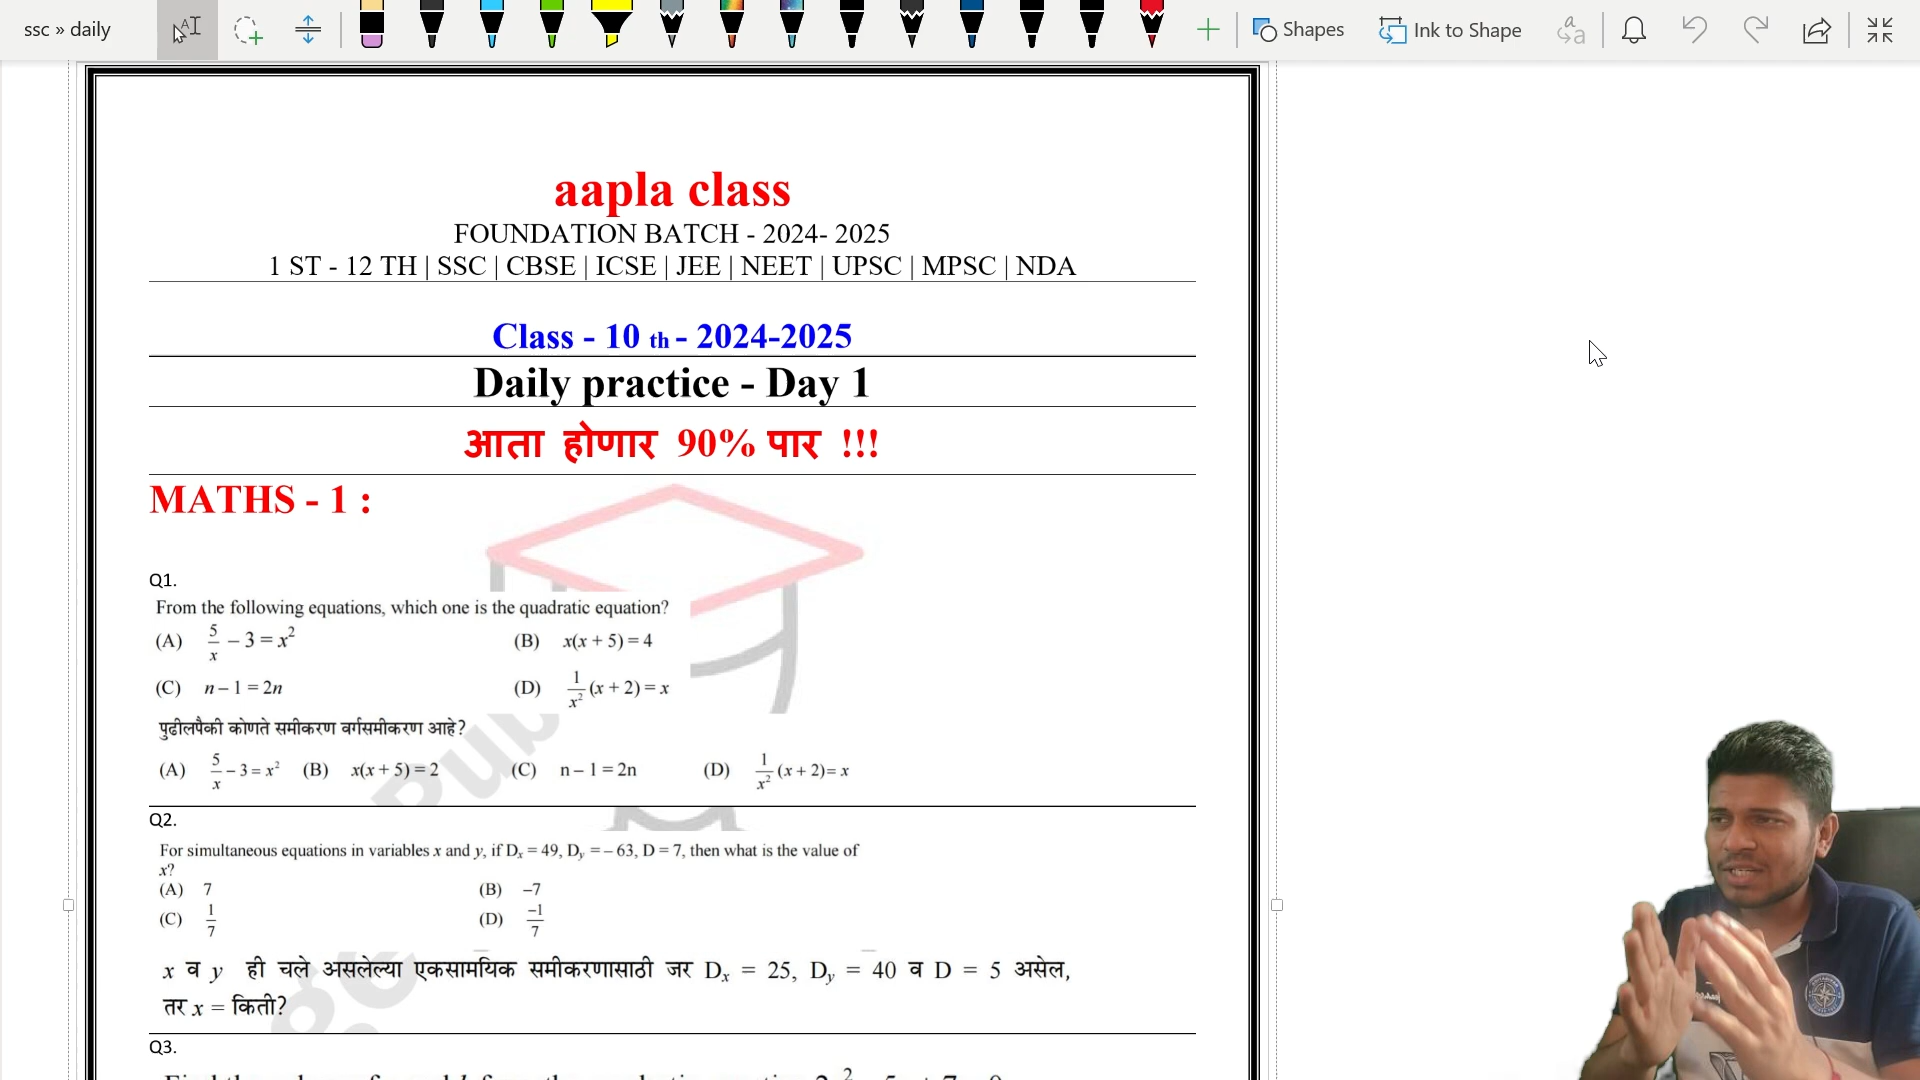 ssc » daily
Shapes
Ink to Shape
aapla class
FOUNDATION BATCH - 2024- 2025
1 ST - 12 TH | SSC | CBSE | ICSE | JEE | NEET | UPSC | MPSC | NDA
Class - 10 th - 2024-2025
Daily practice - Day 1
आता होणार 90% पार !!!
MATHS - 1 :
Q1.
From the following equations, which one is the quadratic equation?
(A) 5/x − 3 = x² (B) x(x + 5) = 4
(C) n − 1 = 2n (D) 1/x² (x + 2) = x
पुढीलपैकी कोणते समीकरण वर्गसमीकरण आहे?
(A) 5/x − 3 = x² (B) x(x + 5) = 2 (C) n − 1 = 2n (D) 1/x² (x + 2)= x
Q2.
For simultaneous equations in variables x and y, if Dₓ = 49, Dᵧ = − 63, D = 7, then what is the value of
x?
(A) 7 (B) −7
(C) 1/7 (D) −1/7
x व y ही चले असलेल्या एकसामयिक समीकरणासाठी जर Dₓ = 25, Dᵧ = 40 व D = 5 असेल,
तर x = किती?
Q3.